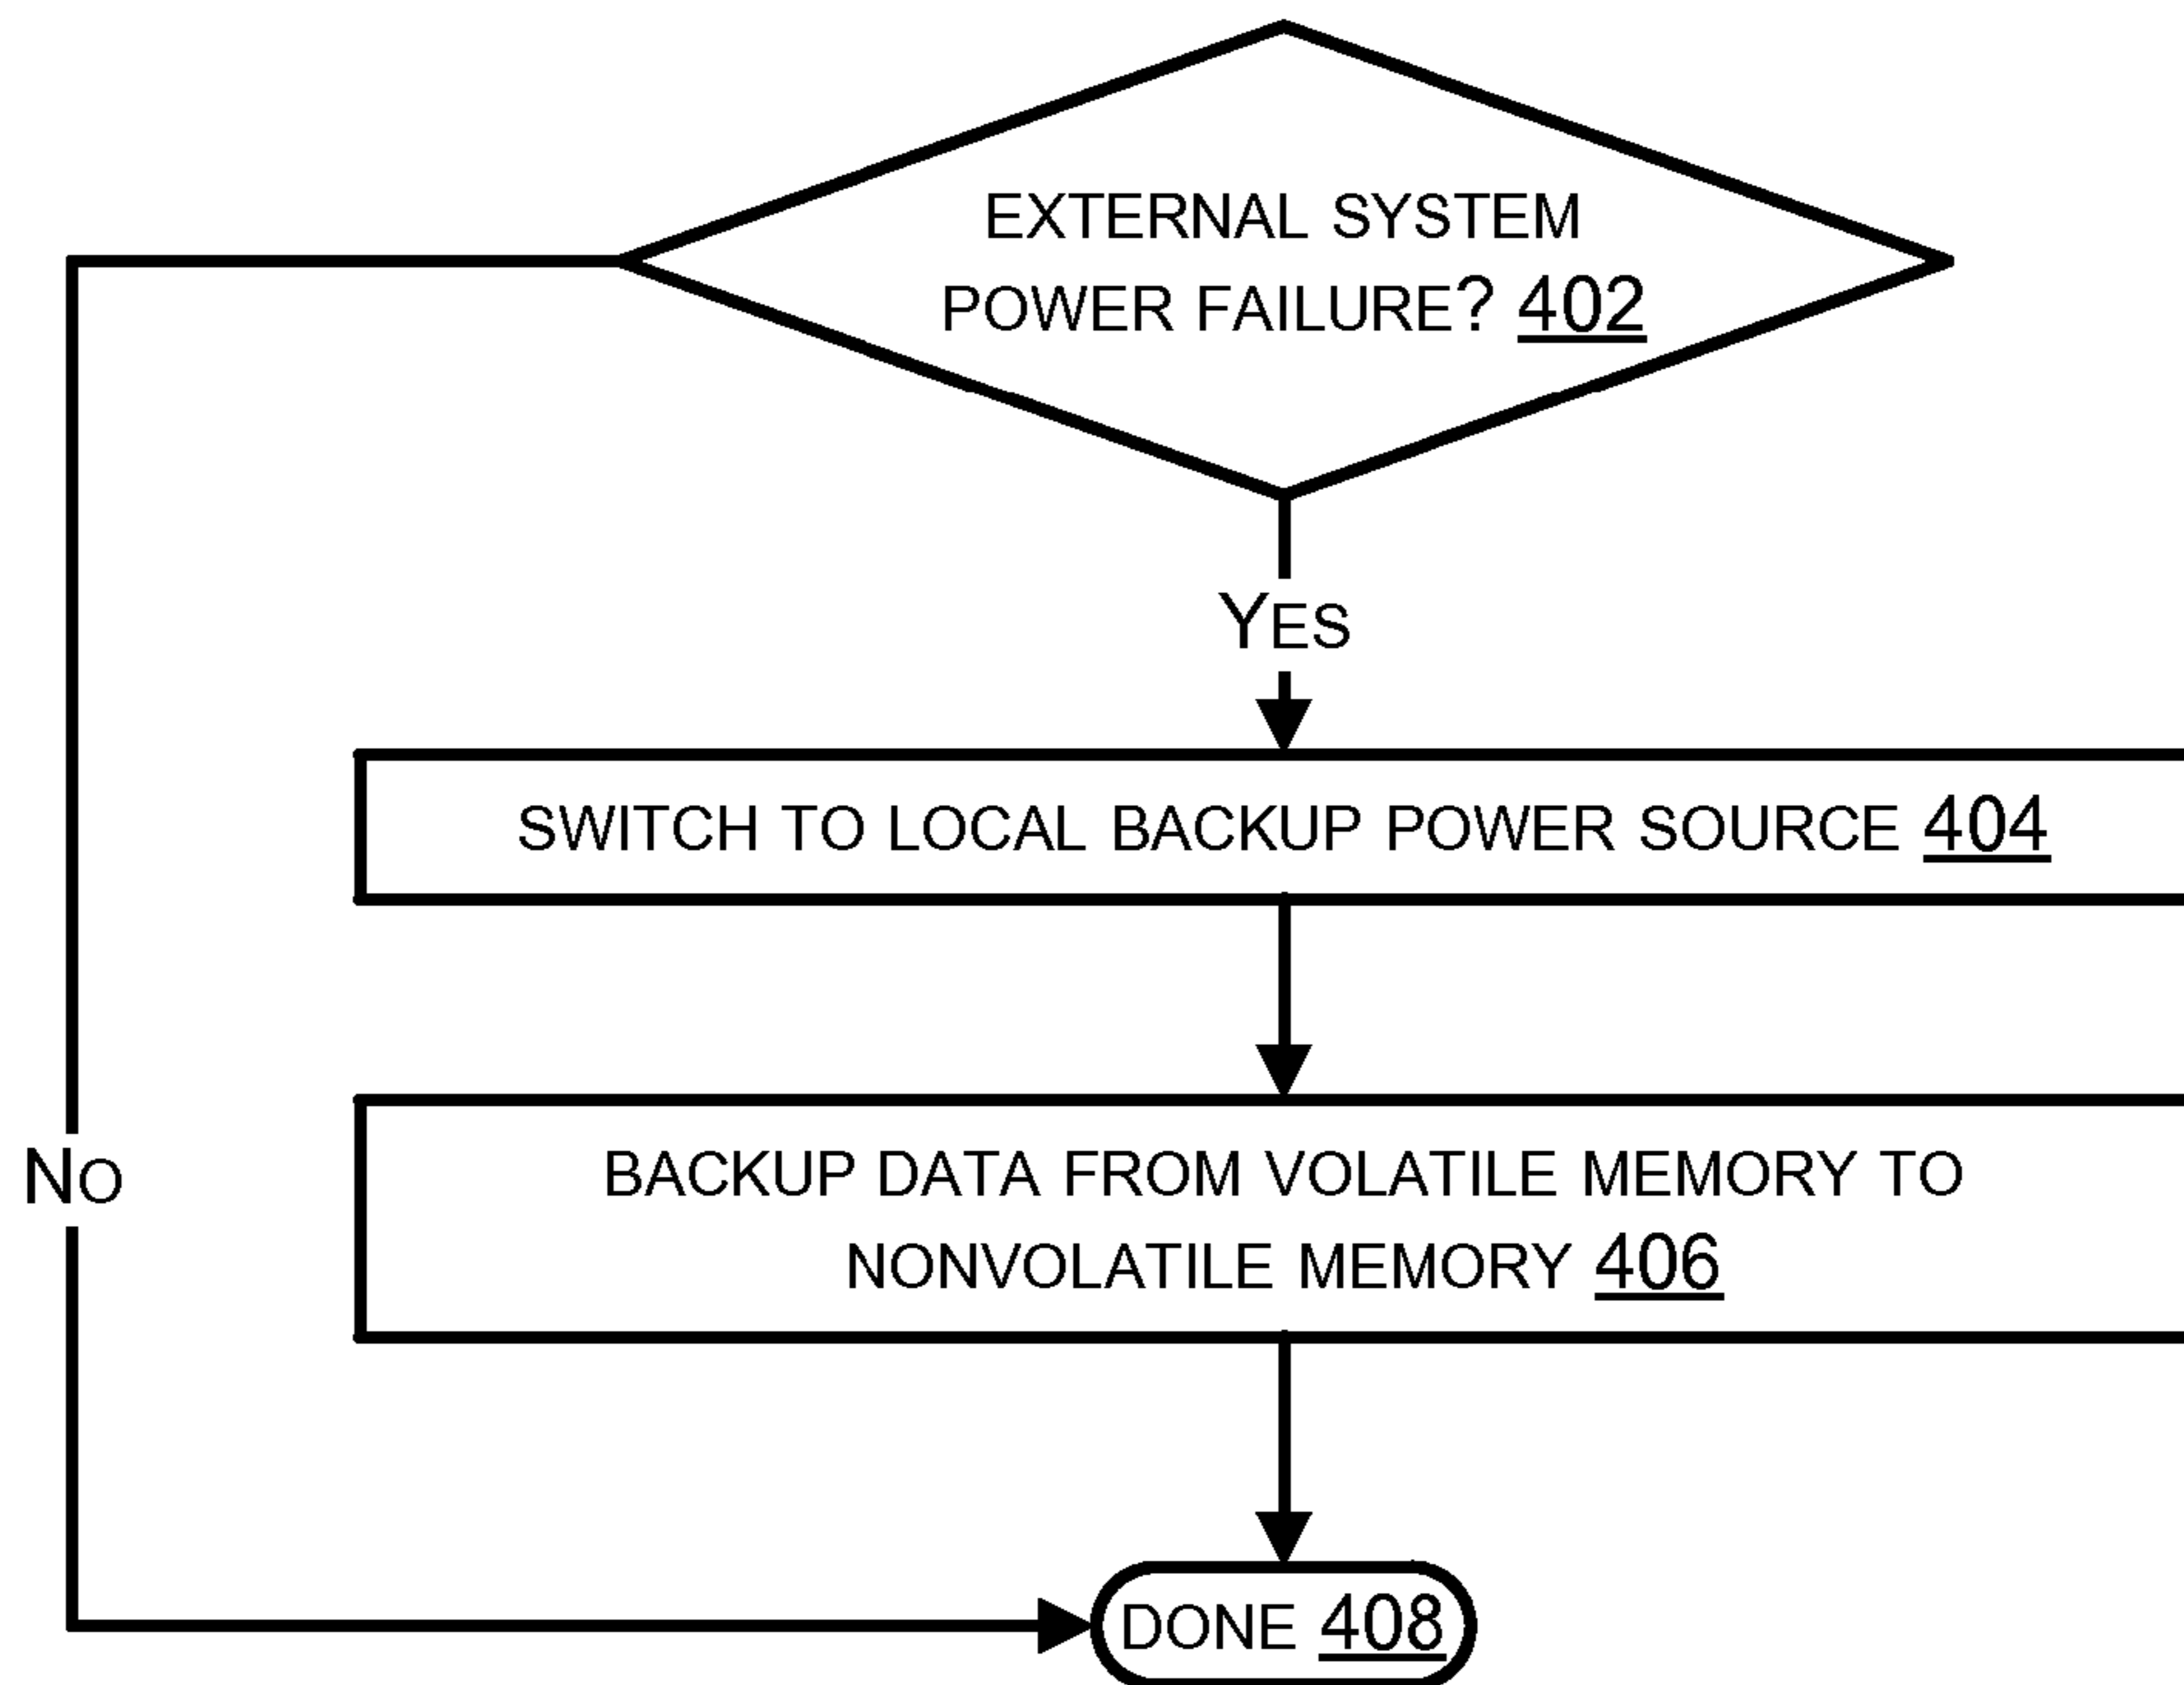 EXTERNAL SYSTEM
POWER FAILURE? 402
YES
SWITCH TO LOCAL BACKUP POWER SOURCE 404
BACKUP DATA FROM VOLATILE MEMORY TO
NONVOLATILE MEMORY 406
NO
DONE 408